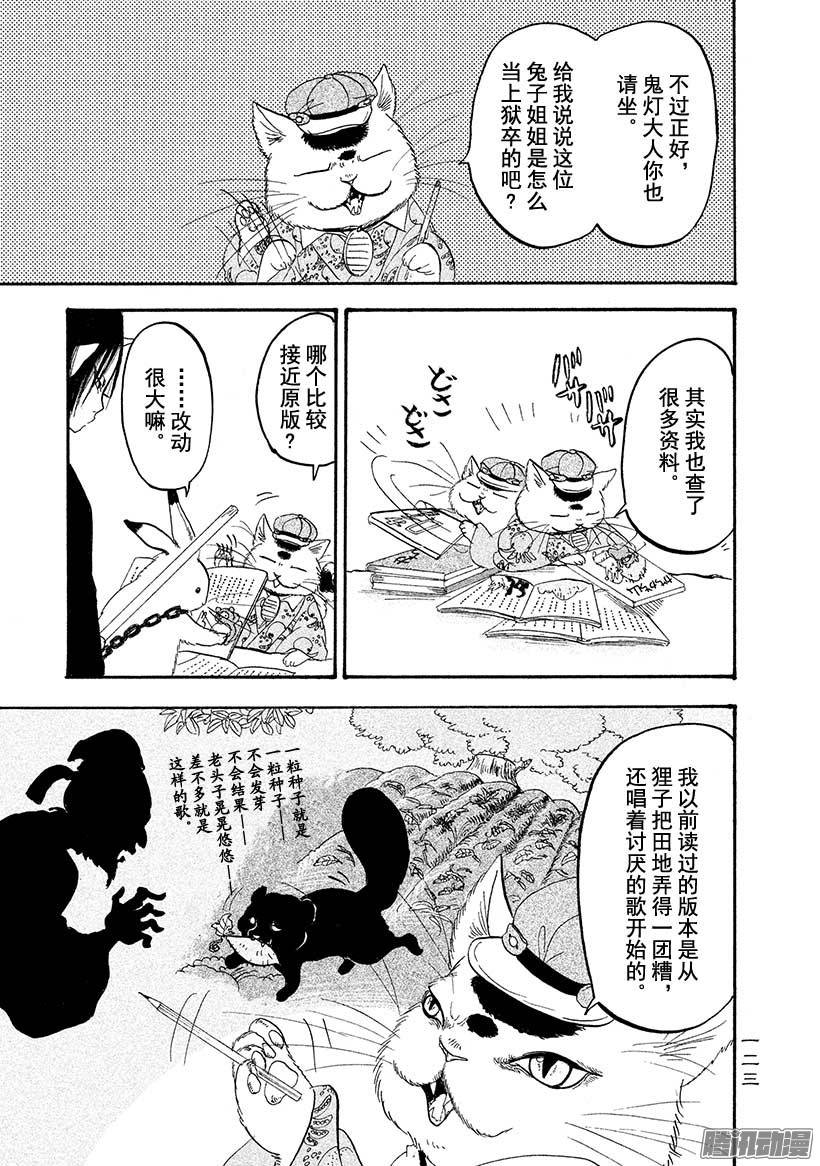 不过正好，
鬼灯大人你也
请坐。
给我说说这位
兔子姐姐是怎么
当上狱卒的吧？
其实我也查了
很多资料。
どさ
どさ
哪个比较
接近原版？
……改动
很大嘛。
我以前读过的版本是从
狸子把田地弄得一团糟，
还唱着讨厌的歌开始的。
一粒种子就是
一粒种子——
不会发芽
不会结果——
老头子晃晃悠悠——
差不多就是
这样的歌。
一二三
腾讯动漫